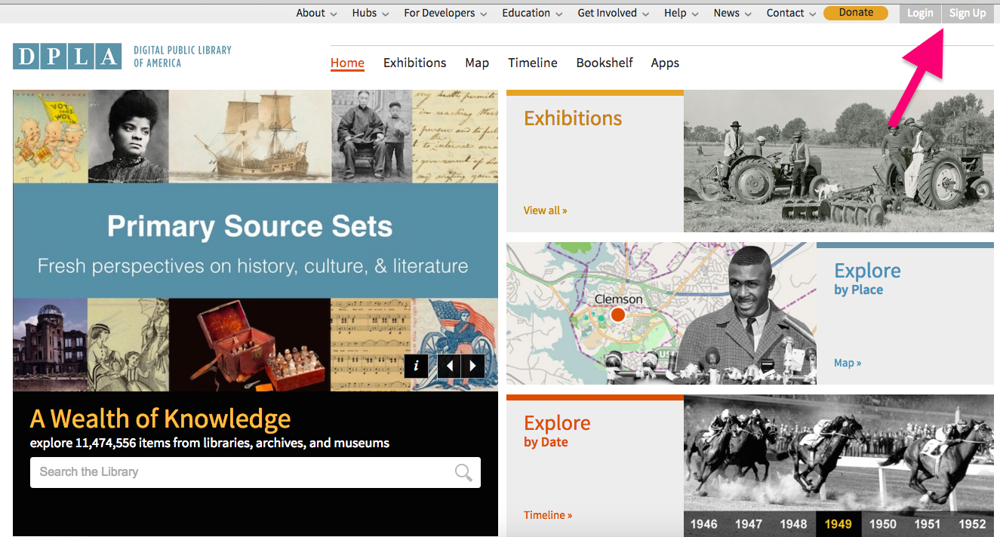 About Hubs For Developers Education Get Involved Help News Contact Donate Login Sign Up
DPLA
DIGITAL PUBLIC LIBRARY
OF AMERICA
Home Exhibitions Map Timeline Bookshelf Apps
VOTES
Primary Source Sets
Fresh perspectives on history, culture, & literature
i
A Wealth of Knowledge
explore 11,474,556 items from libraries, archives, and museums
Search the Library
Exhibitions
View all »
Clemson
US
Explore
by Place
Map »
Explore
by Date
Timeline »
1946 1947 1948 1949 1950 1951 1952